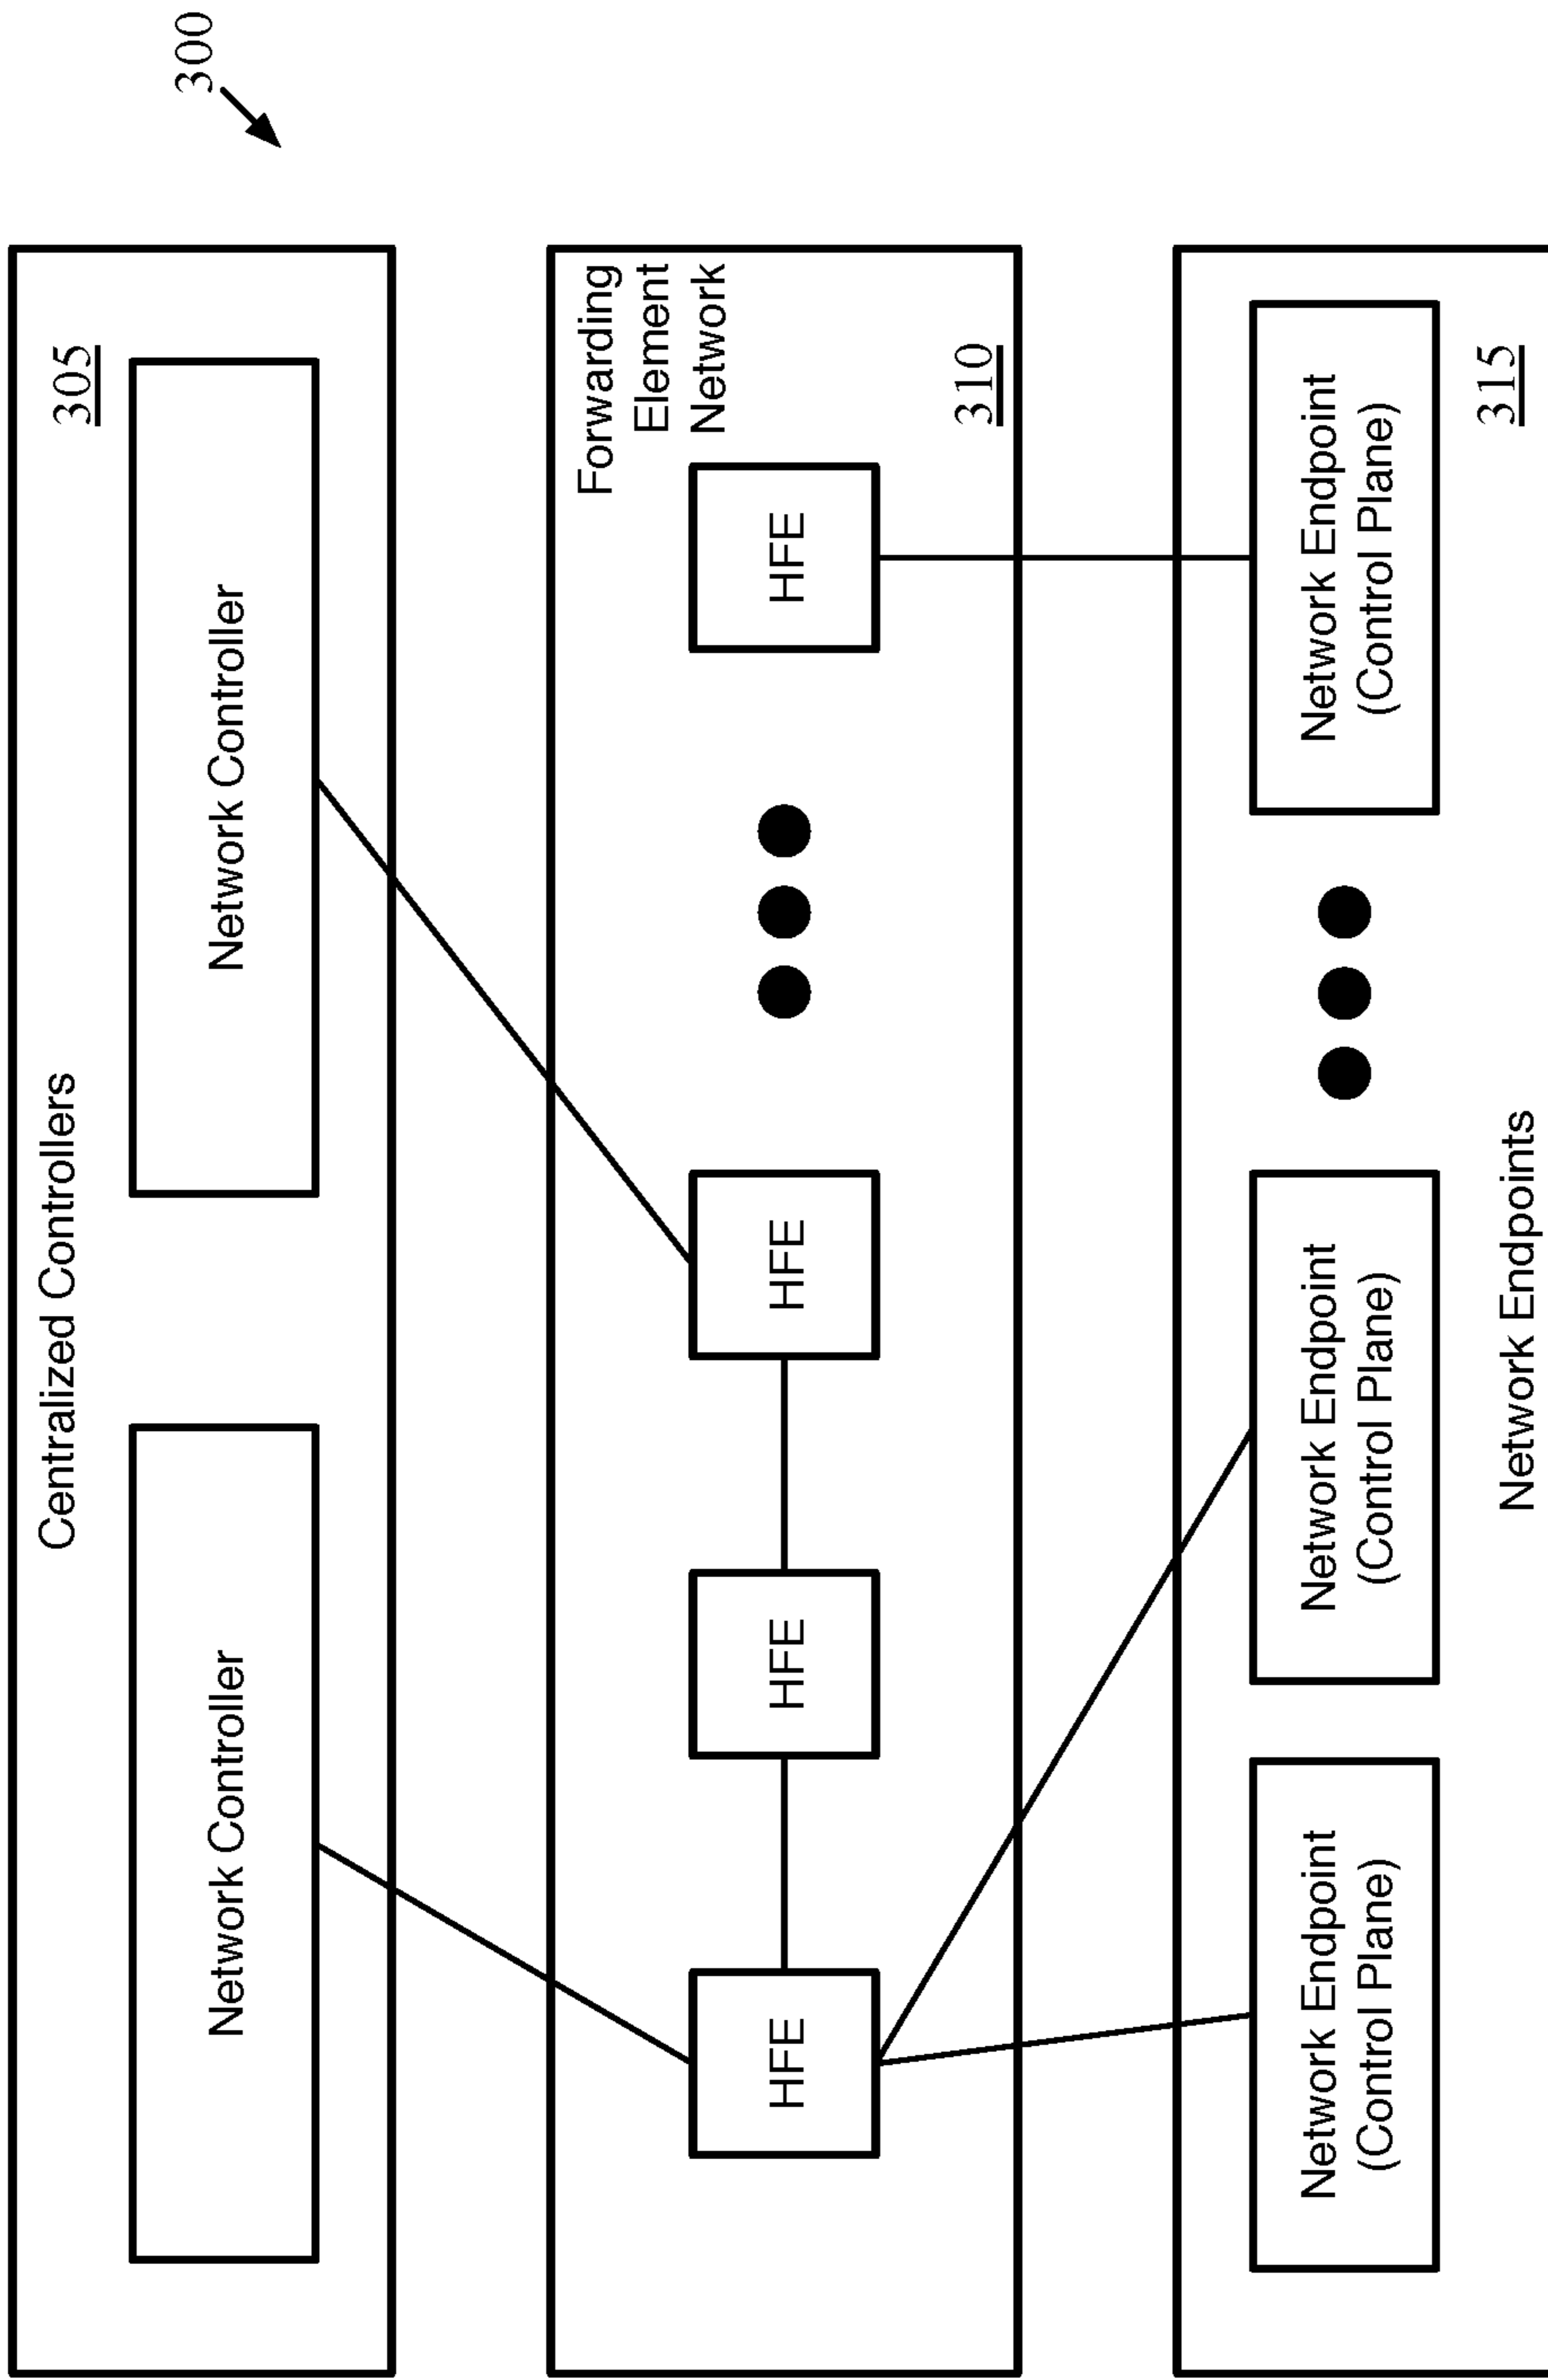 300
Centralized Controllers
305
Network Controller
Network Controller
Forwarding
Element
Network
HFE
HFE
HFE
HFE
310
Network Endpoint
(Control Plane)
Network Endpoint
(Control Plane)
Network Endpoint
(Control Plane)
315
Network Endpoints